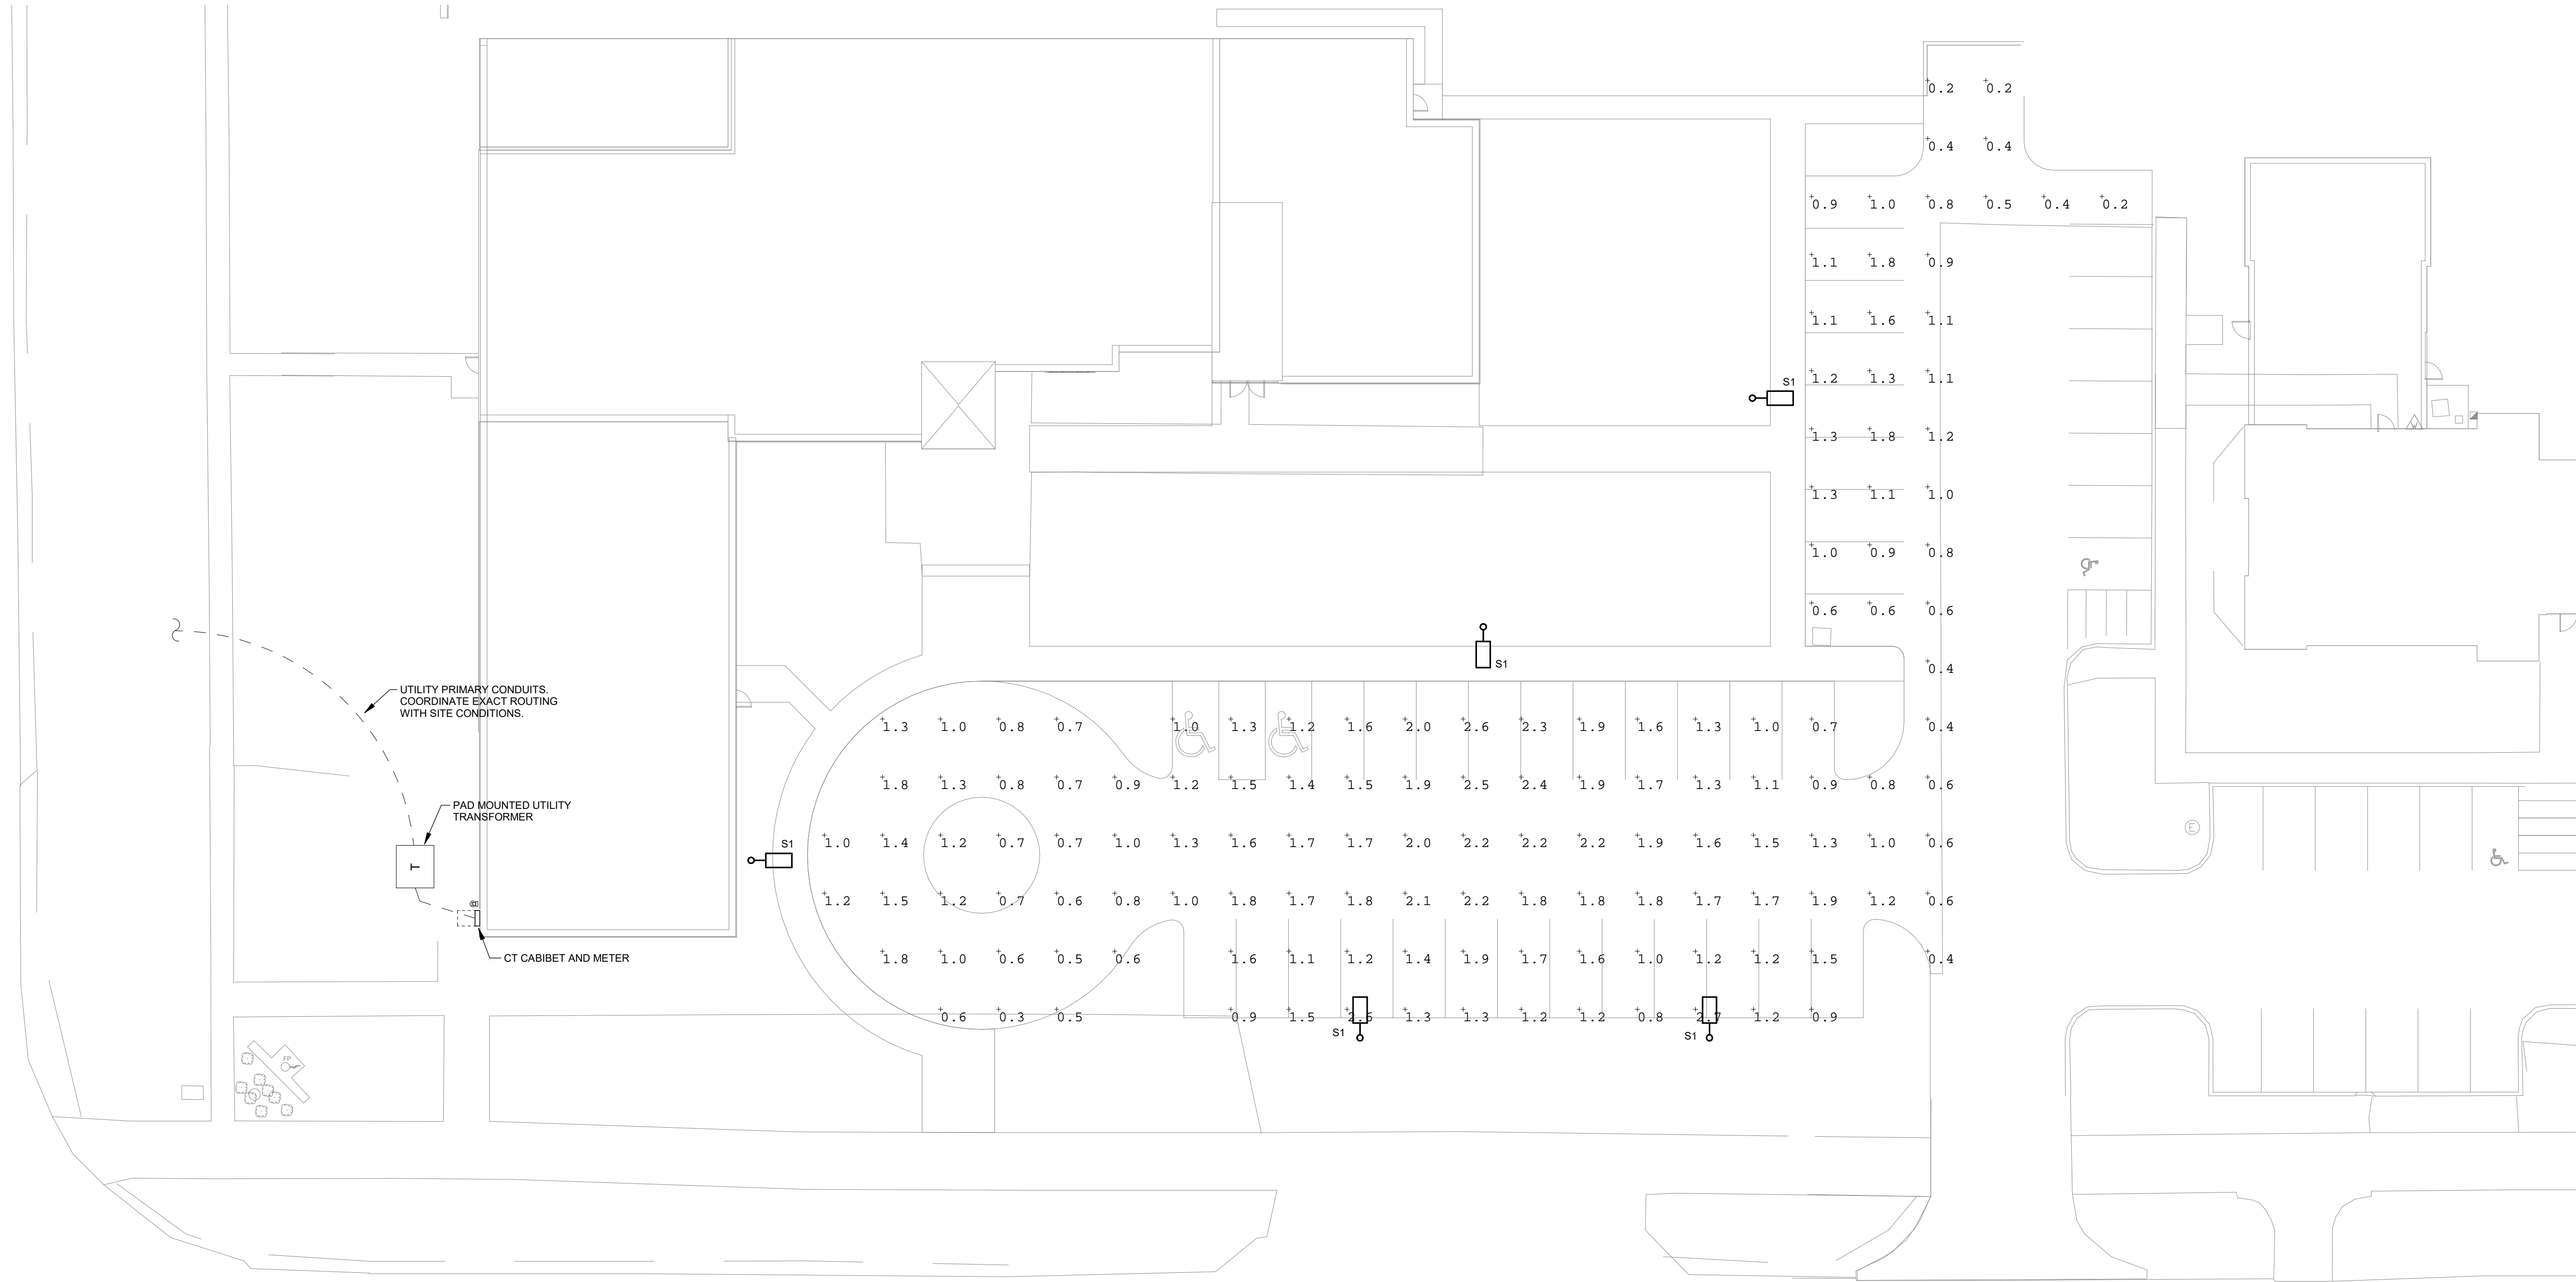 0.2 0.2
0.4 0.4
0.9 1.0 0.8 0.5 0.4 0.2
1.1 1.8 0.9
1.1 1.6 1.1
S1
1.2 1.3 1.1
1.3 1.8 1.2
1.3 1.1 1.0
1.0 0.9 0.8
0.6 0.6 0.6
S1
0.4
UTILITY PRIMARY CONDUITS.
COORDINATE EXACT ROUTING
WITH SITE CONDITIONS.
1.3 1.0 0.8 0.7 1.0 1.3 1.2 1.6 2.0 2.6 2.3 1.9 1.6 1.3 1.0 0.7 0.4
1.8 1.3 0.8 0.7 0.9 1.2 1.5 1.4 1.5 1.9 2.5 2.4 1.9 1.7 1.3 1.1 0.9 0.8 0.6
PAD MOUNTED UTILITY
TRANSFORMER
E
S1
1.0 1.4 1.2 0.7 0.7 1.0 1.3 1.6 1.7 1.7 2.0 2.2 2.2 2.2 1.9 1.6 1.5 1.3 1.0 0.6
T
1.2 1.5 1.2 0.7 0.6 0.8 1.0 1.8 1.7 1.8 2.1 2.2 1.8 1.8 1.8 1.7 1.7 1.9 1.2 0.6
CT CABIBET AND METER
1.8 1.0 0.6 0.5 0.6 1.6 1.1 1.2 1.4 1.9 1.7 1.6 1.0 1.2 1.2 1.5 0.4
0.6 0.3 0.5 0.9 1.5 1.3 1.3 1.2 1.2 0.8 2.7 1.2 0.9
S1 S1
FP